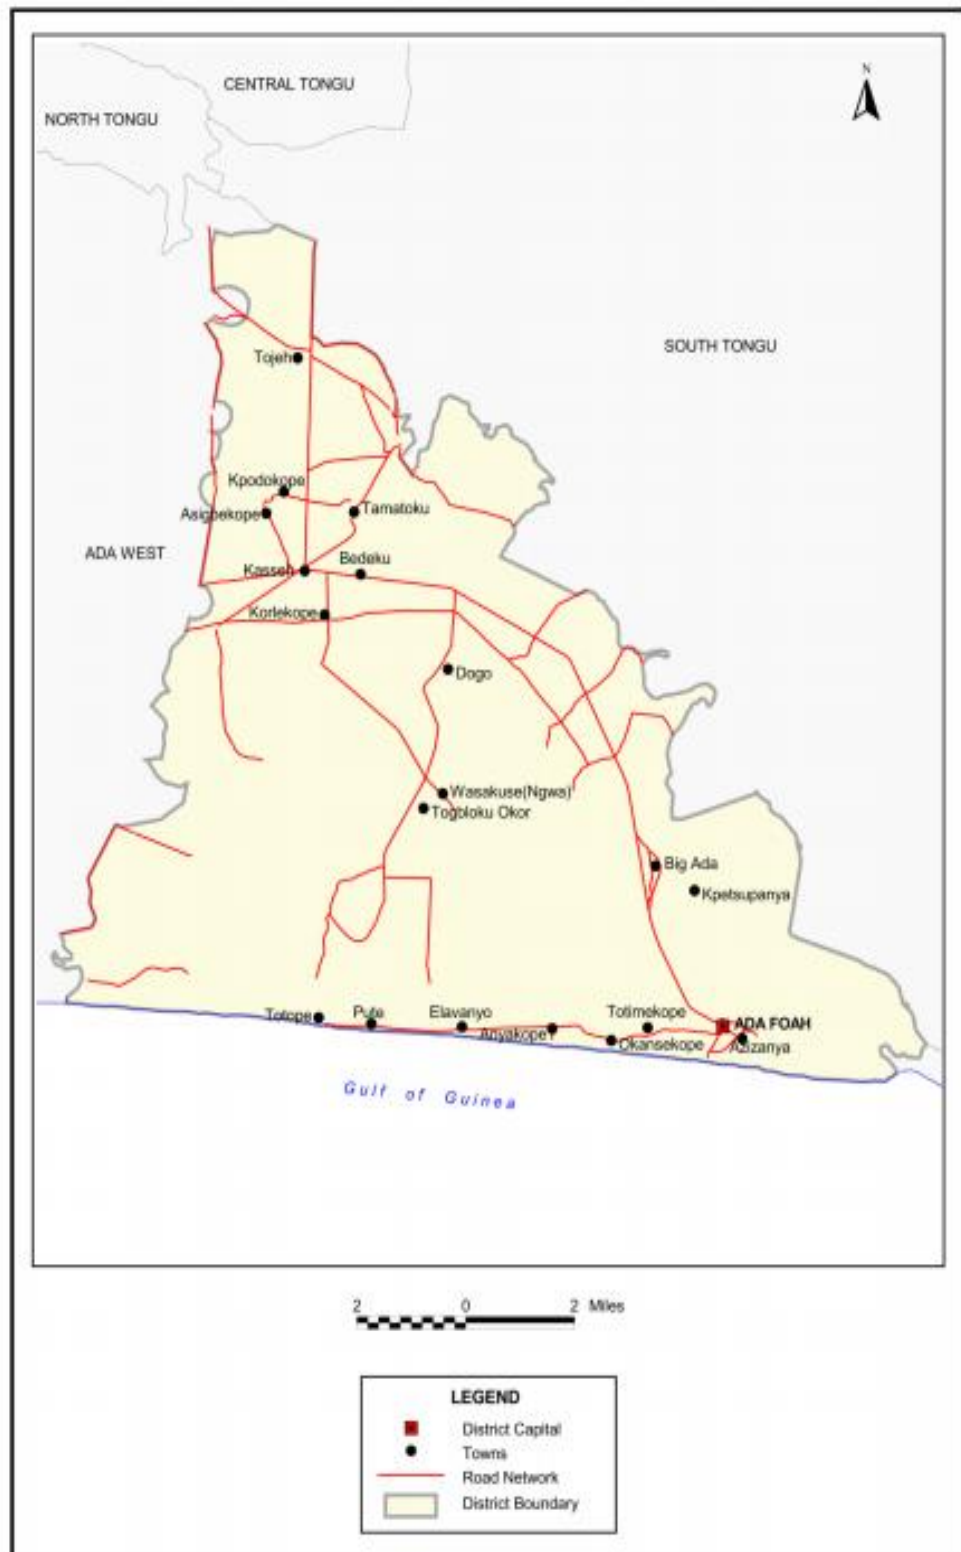 CENTRAL TONGU
NORTH TONGU
N
SOUTH TONGU
Tojeh
Kpodokope
Asigbekope
Tamatoku
ADA WEST
Kasseh
Bedeku
Korlekope
Dogo
Wasakuse(Ngwa)
Togbloku Okor
Big Ada
Kpetsupanya
Totope
Pute
Elavanyo
Anyakope
Totimekope
Okansekope
ADA FOAH
Azizanya
Gulf of Guinea
2 0 2 Miles
LEGEND
District Capital
Towns
Road Network
District Boundary